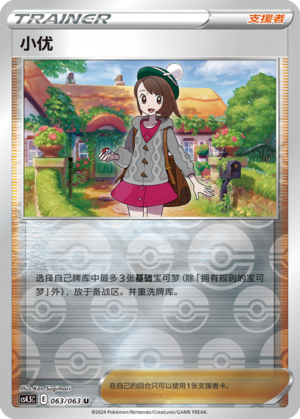 TRAINER 支援者
小优
选择自己牌库中最多3张基础宝可梦(除「拥有规则的宝可
梦」外)，放于备战区。并重洗牌库。
Illus. Ken Sugimori
在自己的回合只可以使用1张支援者卡。
CS4.5C E 063/063 U
©2024 Pokémon/Nintendo/Creatures/GAME FREAK.